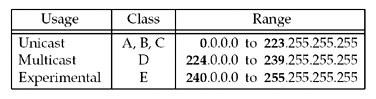 Usage Class Range
Unicast A, B, C 0.0.0.0 to 223.255.255.255
Multicast D 224.0.0.0 to 239.255.255.255
Experimental E 240.0.0.0 to 255.255.255.255